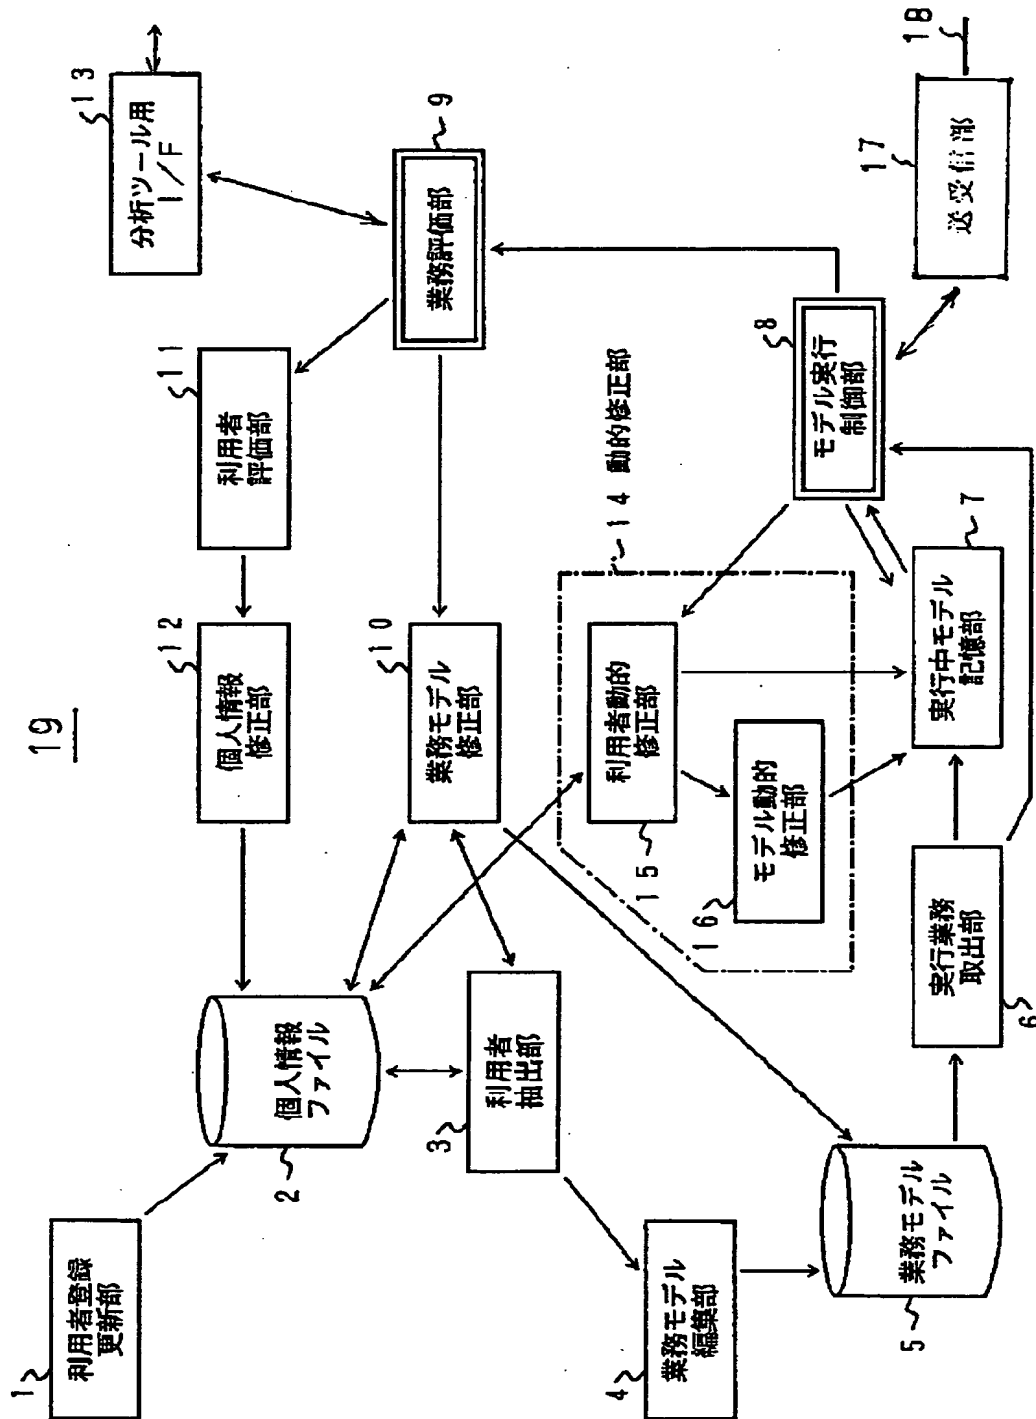 19
1
利用者登録
更新部
2
個人情報
ファイル
12
個人情報
修正部
11
利用者
評価部
13
分析ツール用
I/F
3
利用者
抽出部
10
業務モデル
修正部
業務評価部
9
4
業務モデル
編集部
14 動的修正部
15
利用者動的
修正部
16
モデル動的
修正部
8
モデル実行
制御部
5
業務モデル
ファイル
6
実行業務
取出部
7
実行中モデル
記憶部
17
送受信部
18